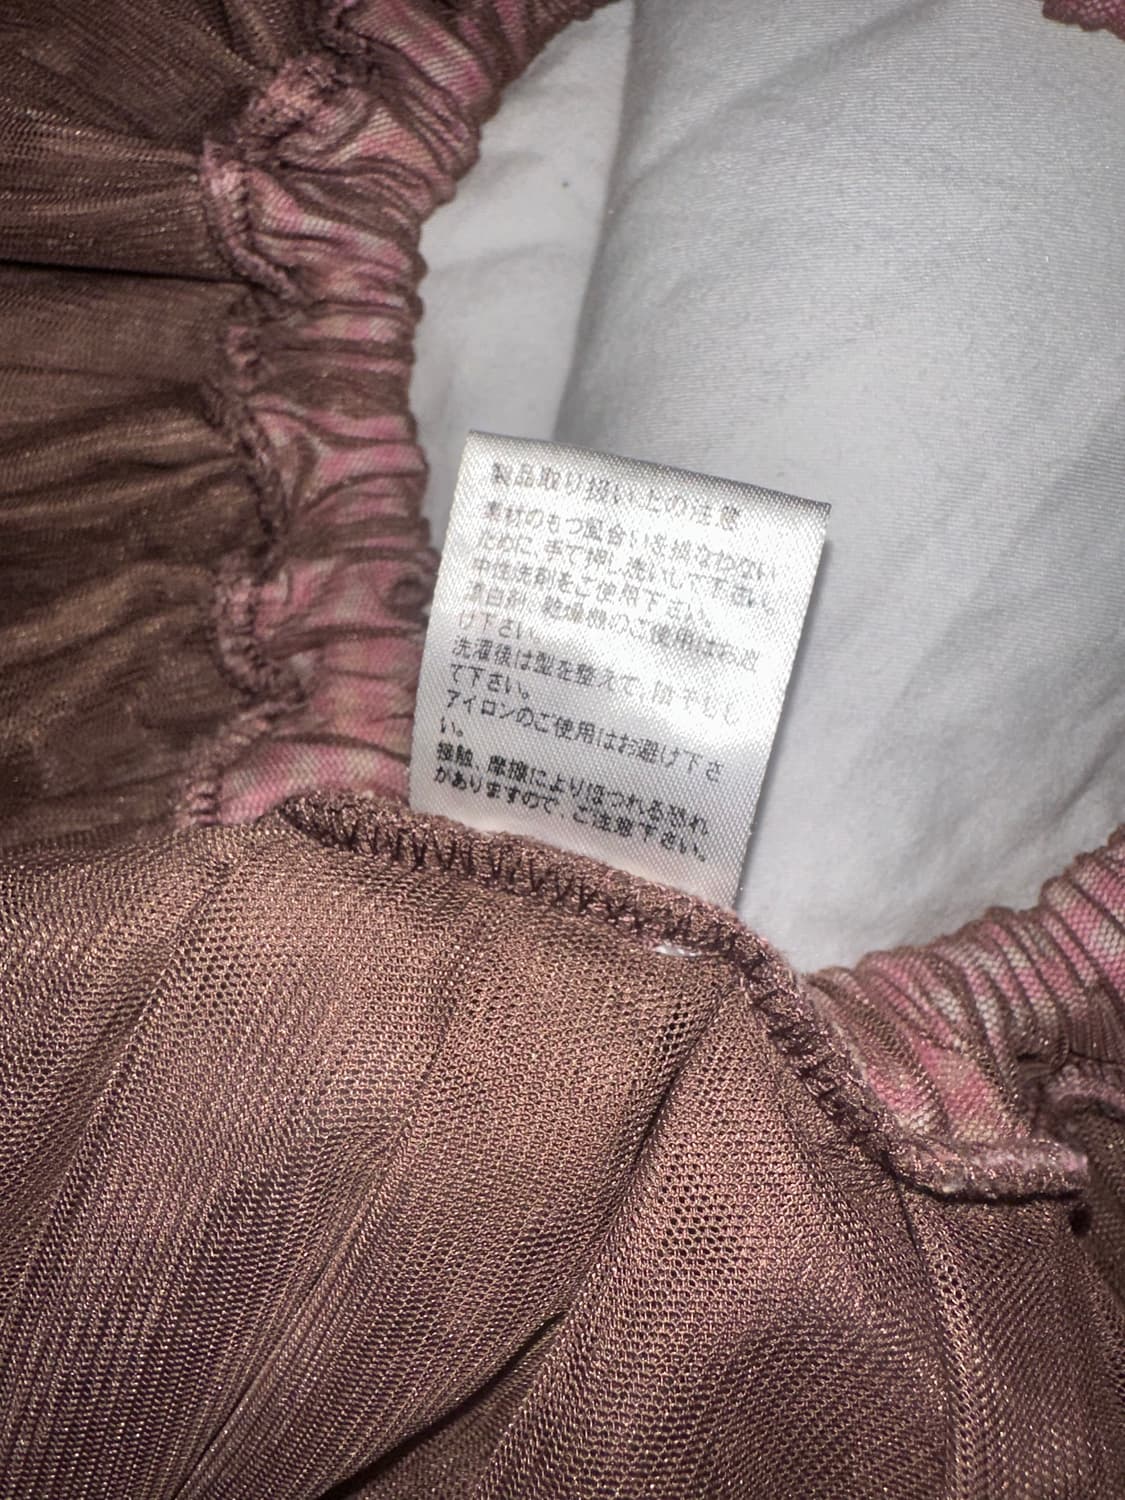 製品取り扱い上の注意
素材のもつ風合いを損なわない
ために、手で押し洗いして下さい。
中性洗剤をご使用下さい。
漂白剤、乾燥機のご使用はお避
け下さい。
洗濯後は型を整えて、陰干しし
て下さい。
アイロンのご使用はお避け下さ
い。
接触、摩擦によりほつれる恐れ
がありますので、ご注意下さい。